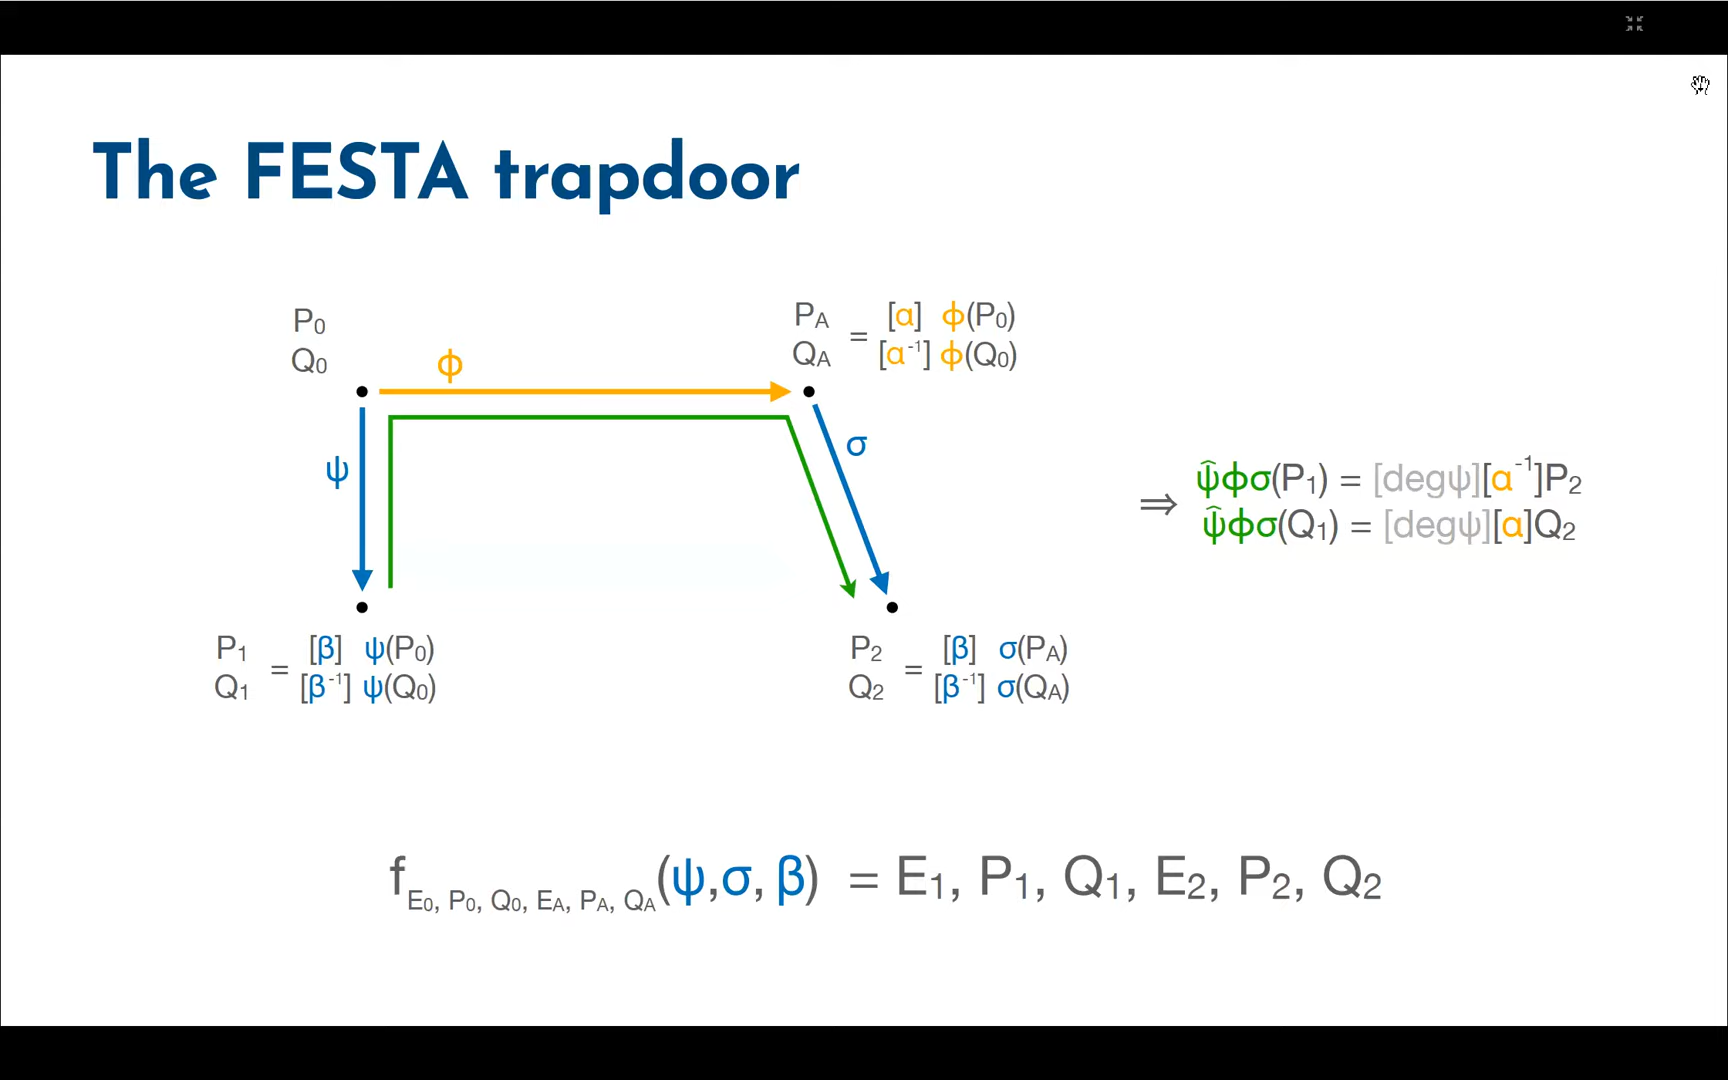 The FESTA trapdoor
P₀
Q₀
ϕ
P_A = [α] ϕ(P₀)
Q_A [α⁻¹] ϕ(Q₀)
ψ
σ
⇒ ψ̂ϕσ(P₁) = [degψ][α⁻¹]P₂
ψ̂ϕσ(Q₁) = [degψ][α]Q₂
P₁ = [β] ψ(P₀)
Q₁ [β⁻¹] ψ(Q₀)
P₂ = [β] σ(P_A)
Q₂ [β⁻¹] σ(Q_A)
f_{E₀, P₀, Q₀, E_A, P_A, Q_A}(ψ,σ, β) = E₁, P₁, Q₁, E₂, P₂, Q₂